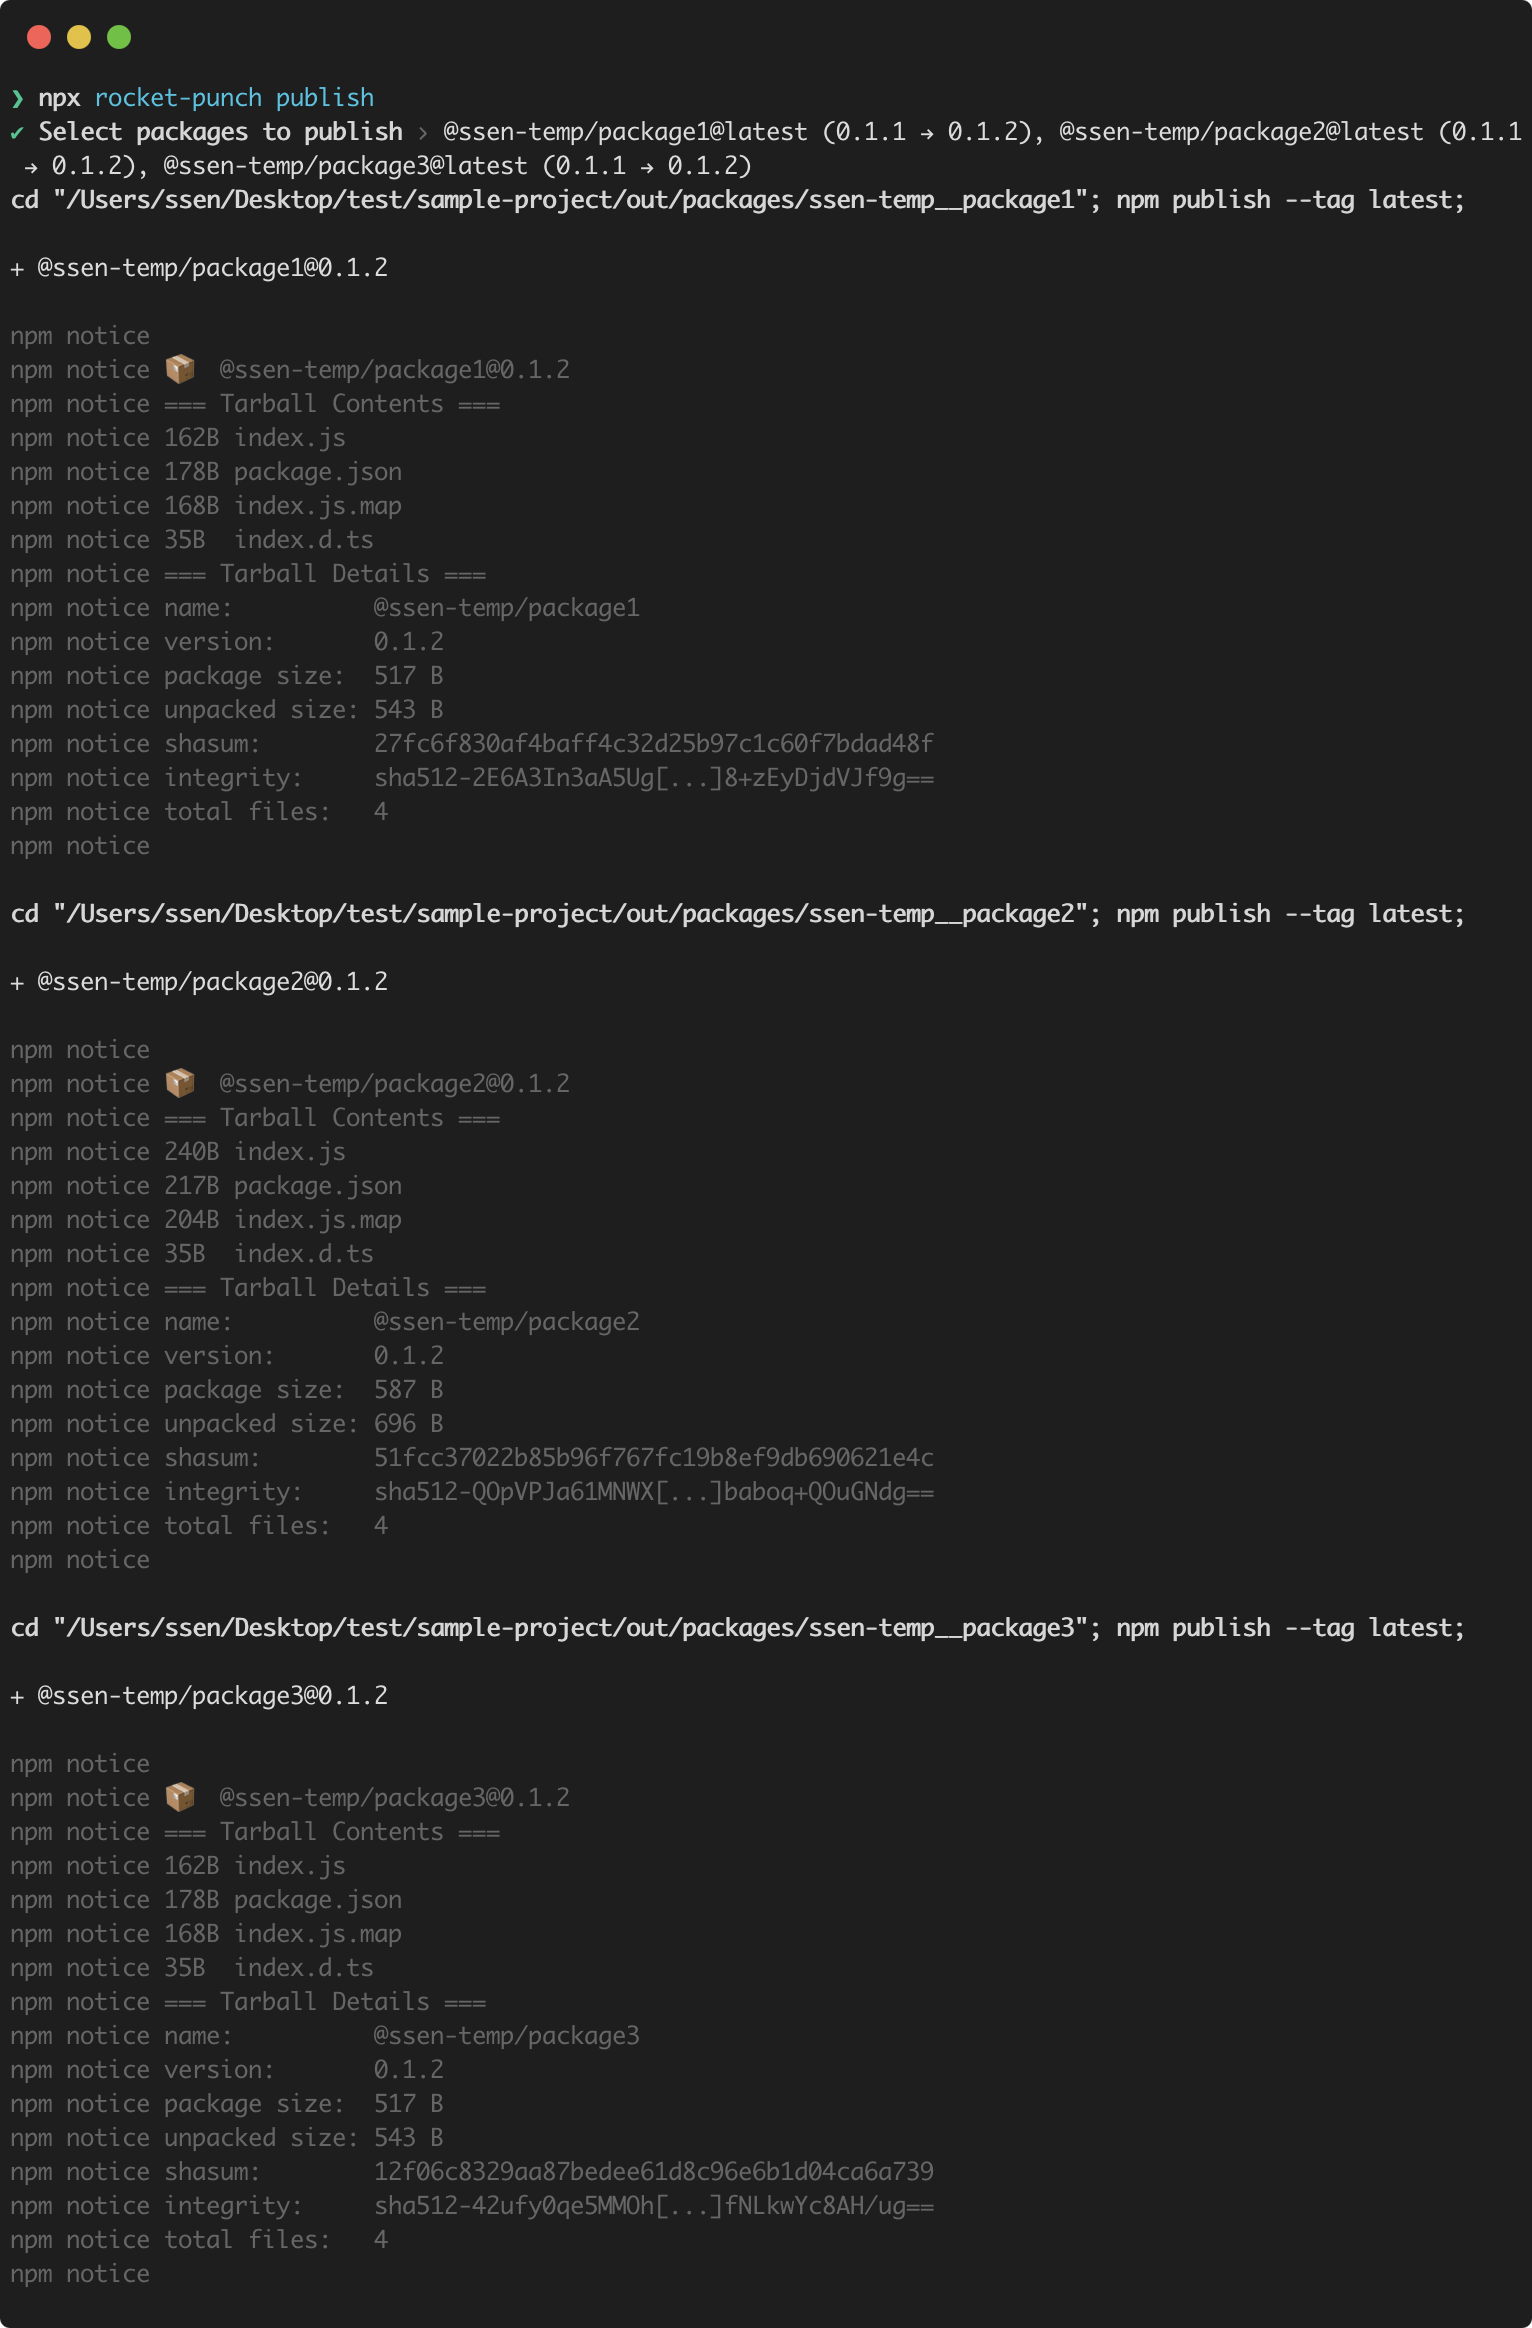 ❯ npx rocket-punch publish
✔ Select packages to publish › @ssen-temp/package1@latest (0.1.1 → 0.1.2), @ssen-temp/package2@latest (0.1.1
→ 0.1.2), @ssen-temp/package3@latest (0.1.1 → 0.1.2)
cd "/Users/ssen/Desktop/test/sample-project/out/packages/ssen-temp__package1"; npm publish --tag latest;
+ @ssen-temp/package1@0.1.2
npm notice
npm notice 📦  @ssen-temp/package1@0.1.2
npm notice === Tarball Contents ===
npm notice 162B index.js
npm notice 178B package.json
npm notice 168B index.js.map
npm notice 35B  index.d.ts
npm notice === Tarball Details ===
npm notice name:          @ssen-temp/package1
npm notice version:       0.1.2
npm notice package size:  517 B
npm notice unpacked size: 543 B
npm notice shasum:        27fc6f830af4baff4c32d25b97c1c60f7bdad48f
npm notice integrity:     sha512-2E6A3In3aA5Ug[...]8+zEyDjdVJf9g==
npm notice total files:   4
npm notice
cd "/Users/ssen/Desktop/test/sample-project/out/packages/ssen-temp__package2"; npm publish --tag latest;
+ @ssen-temp/package2@0.1.2
npm notice
npm notice 📦  @ssen-temp/package2@0.1.2
npm notice === Tarball Contents ===
npm notice 240B index.js
npm notice 217B package.json
npm notice 204B index.js.map
npm notice 35B  index.d.ts
npm notice === Tarball Details ===
npm notice name:          @ssen-temp/package2
npm notice version:       0.1.2
npm notice package size:  587 B
npm notice unpacked size: 696 B
npm notice shasum:        51fcc37022b85b96f767fc19b8ef9db690621e4c
npm notice integrity:     sha512-QOpVPJa61MNWX[...]baboq+QOuGNdg==
npm notice total files:   4
npm notice
cd "/Users/ssen/Desktop/test/sample-project/out/packages/ssen-temp__package3"; npm publish --tag latest;
+ @ssen-temp/package3@0.1.2
npm notice
npm notice 📦  @ssen-temp/package3@0.1.2
npm notice === Tarball Contents ===
npm notice 162B index.js
npm notice 178B package.json
npm notice 168B index.js.map
npm notice 35B  index.d.ts
npm notice === Tarball Details ===
npm notice name:          @ssen-temp/package3
npm notice version:       0.1.2
npm notice package size:  517 B
npm notice unpacked size: 543 B
npm notice shasum:        12f06c8329aa87bedee61d8c96e6b1d04ca6a739
npm notice integrity:     sha512-42ufy0qe5MMOh[...]fNLkwYc8AH/ug==
npm notice total files:   4
npm notice